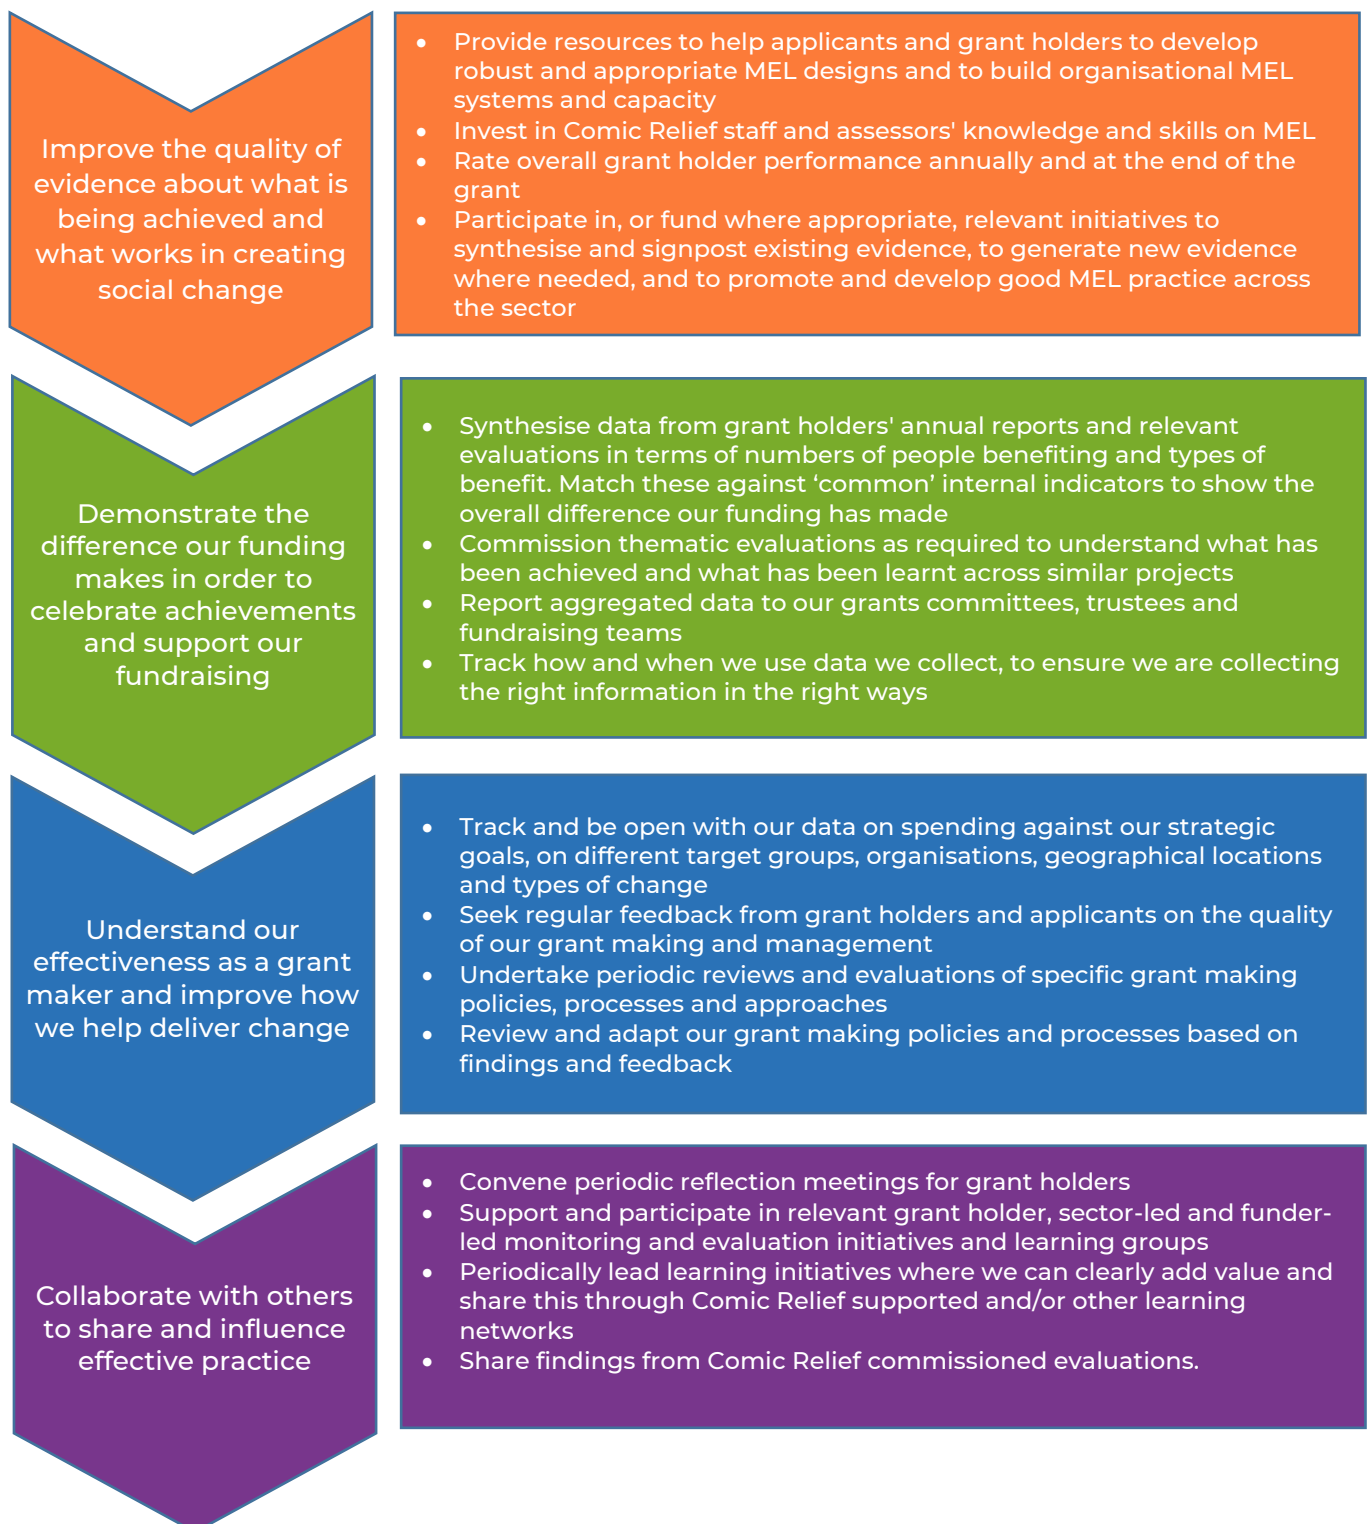 Improve the quality of
evidence about what is
being achieved and
what works in creating
social change
• Provide resources to help applicants and grant holders to develop
robust and appropriate MEL designs and to build organisational MEL
systems and capacity
• Invest in Comic Relief staff and assessors' knowledge and skills on MEL
• Rate overall grant holder performance annually and at the end of the
grant
• Participate in, or fund where appropriate, relevant initiatives to
synthesise and signpost existing evidence, to generate new evidence
where needed, and to promote and develop good MEL practice across
the sector
Demonstrate the
difference our funding
makes in order to
celebrate achievements
and support our
fundraising
• Synthesise data from grant holders' annual reports and relevant
evaluations in terms of numbers of people benefiting and types of
benefit. Match these against ‘common’ internal indicators to show the
overall difference our funding has made
• Commission thematic evaluations as required to understand what has
been achieved and what has been learnt across similar projects
• Report aggregated data to our grants committees, trustees and
fundraising teams
• Track how and when we use data we collect, to ensure we are collecting
the right information in the right ways
Understand our
effectiveness as a grant
maker and improve how
we help deliver change
• Track and be open with our data on spending against our strategic
goals, on different target groups, organisations, geographical locations
and types of change
• Seek regular feedback from grant holders and applicants on the quality
of our grant making and management
• Undertake periodic reviews and evaluations of specific grant making
policies, processes and approaches
• Review and adapt our grant making policies and processes based on
findings and feedback
Collaborate with others
to share and influence
effective practice
• Convene periodic reflection meetings for grant holders
• Support and participate in relevant grant holder, sector-led and funder-
led monitoring and evaluation initiatives and learning groups
• Periodically lead learning initiatives where we can clearly add value and
share this through Comic Relief supported and/or other learning
networks
• Share findings from Comic Relief commissioned evaluations.